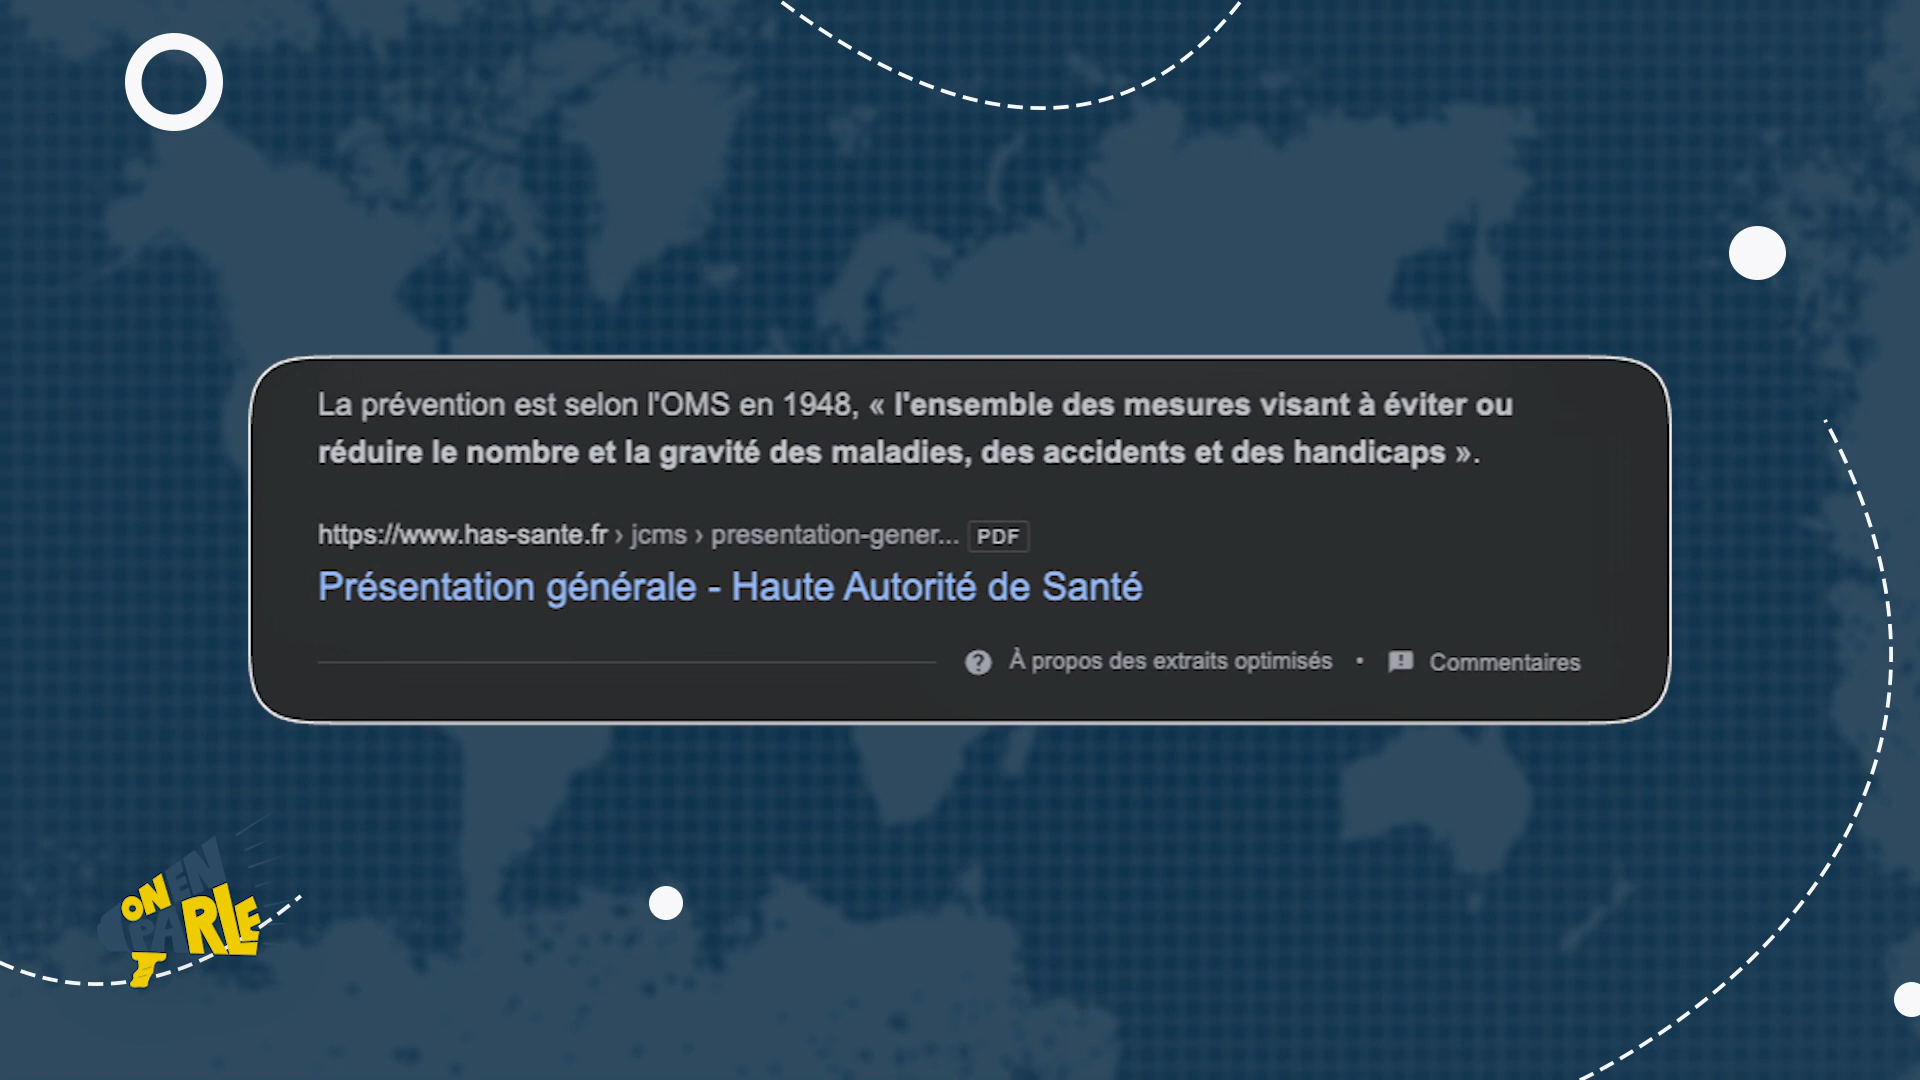 La prévention est selon l'OMS en 1948, « l'ensemble des mesures visant à éviter ou
réduire le nombre et la gravité des maladies, des accidents et des handicaps ».
https://www.has-sante.fr › jcms › presentation-gener... PDF
Présentation générale - Haute Autorité de Santé
À propos des extraits optimisés • Commentaires
ON EN
PARLE